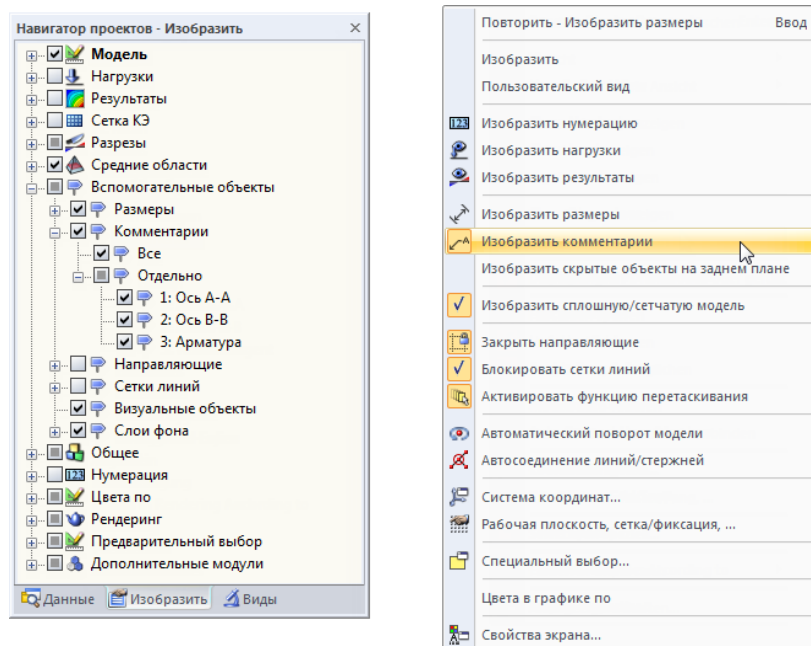 Навигатор проектов - Изобразить
Модель
Нагрузки
Результаты
Сетка КЭ
Разрезы
Средние области
Вспомогательные объекты
Размеры
Комментарии
Все
Отдельно
1: Ось A-A
2: Ось B-B
3: Арматура
Направляющие
Сетки линий
Визуальные объекты
Слои фона
Общее
123 Нумерация
Цвета по
Рендеринг
Предварительный выбор
Дополнительные модули
Данные Изобразить Виды
Повторить - Изобразить размеры Ввод
Изобразить
Пользовательский вид
123 Изобразить нумерацию
Изобразить нагрузки
Изобразить результаты
Изобразить размеры
A Изобразить комментарии
Изобразить скрытые объекты на заднем плане
Изобразить сплошную/сетчатую модель
Закрыть направляющие
Блокировать сетки линий
Активировать функцию перетаскивания
Автоматический поворот модели
Автосоединение линий/стержней
Система координат...
Рабочая плоскость, сетка/фиксация, ...
Специальный выбор...
Цвета в графике по
Свойства экрана...